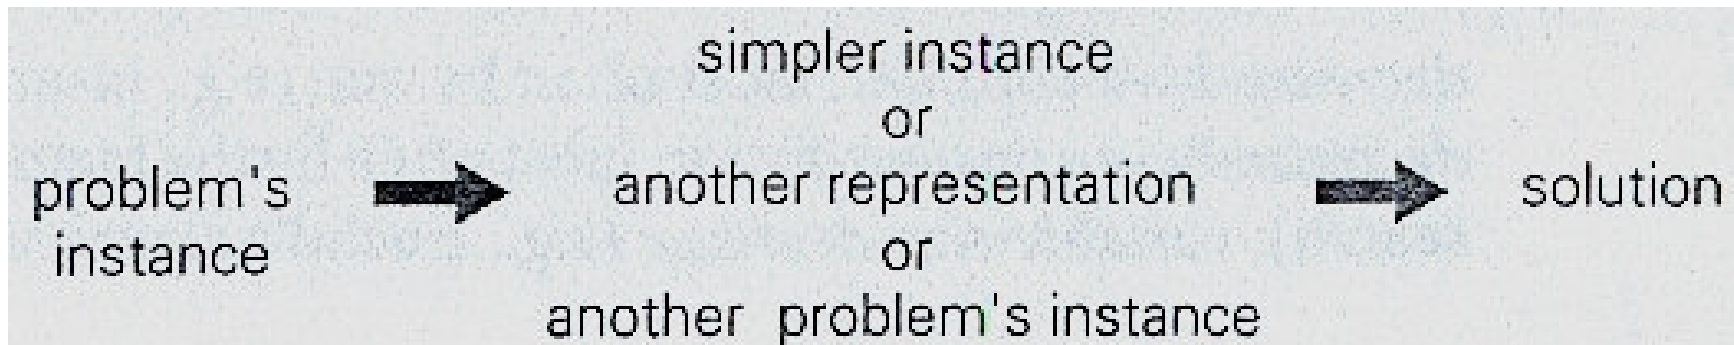 simpler instance
or
problem's
instance
another representation
or
another problem's instance
solution